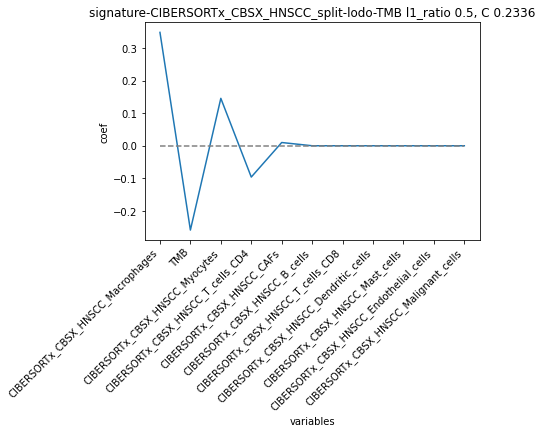 signature-CIBERSORTx_CBSX_HNSCC_split-lodo-TMB l1_ratio 0.5, C 0.2336
0.3
0.2
0.1
0.0
−0.1
−0.2
coef
CIBERSORTx_CBSX_HNSCC_Macrophages
TMB
CIBERSORTx_CBSX_HNSCC_Myocytes
CIBERSORTx_CBSX_HNSCC_T_cells_CD4
CIBERSORTx_CBSX_HNSCC_CAFs
CIBERSORTx_CBSX_HNSCC_B_cells
CIBERSORTx_CBSX_HNSCC_T_cells_CD8
CIBERSORTx_CBSX_HNSCC_Dendritic_cells
CIBERSORTx_CBSX_HNSCC_Mast_cells
CIBERSORTx_CBSX_HNSCC_Endothelial_cells
CIBERSORTx_CBSX_HNSCC_Malignant_cells
variables